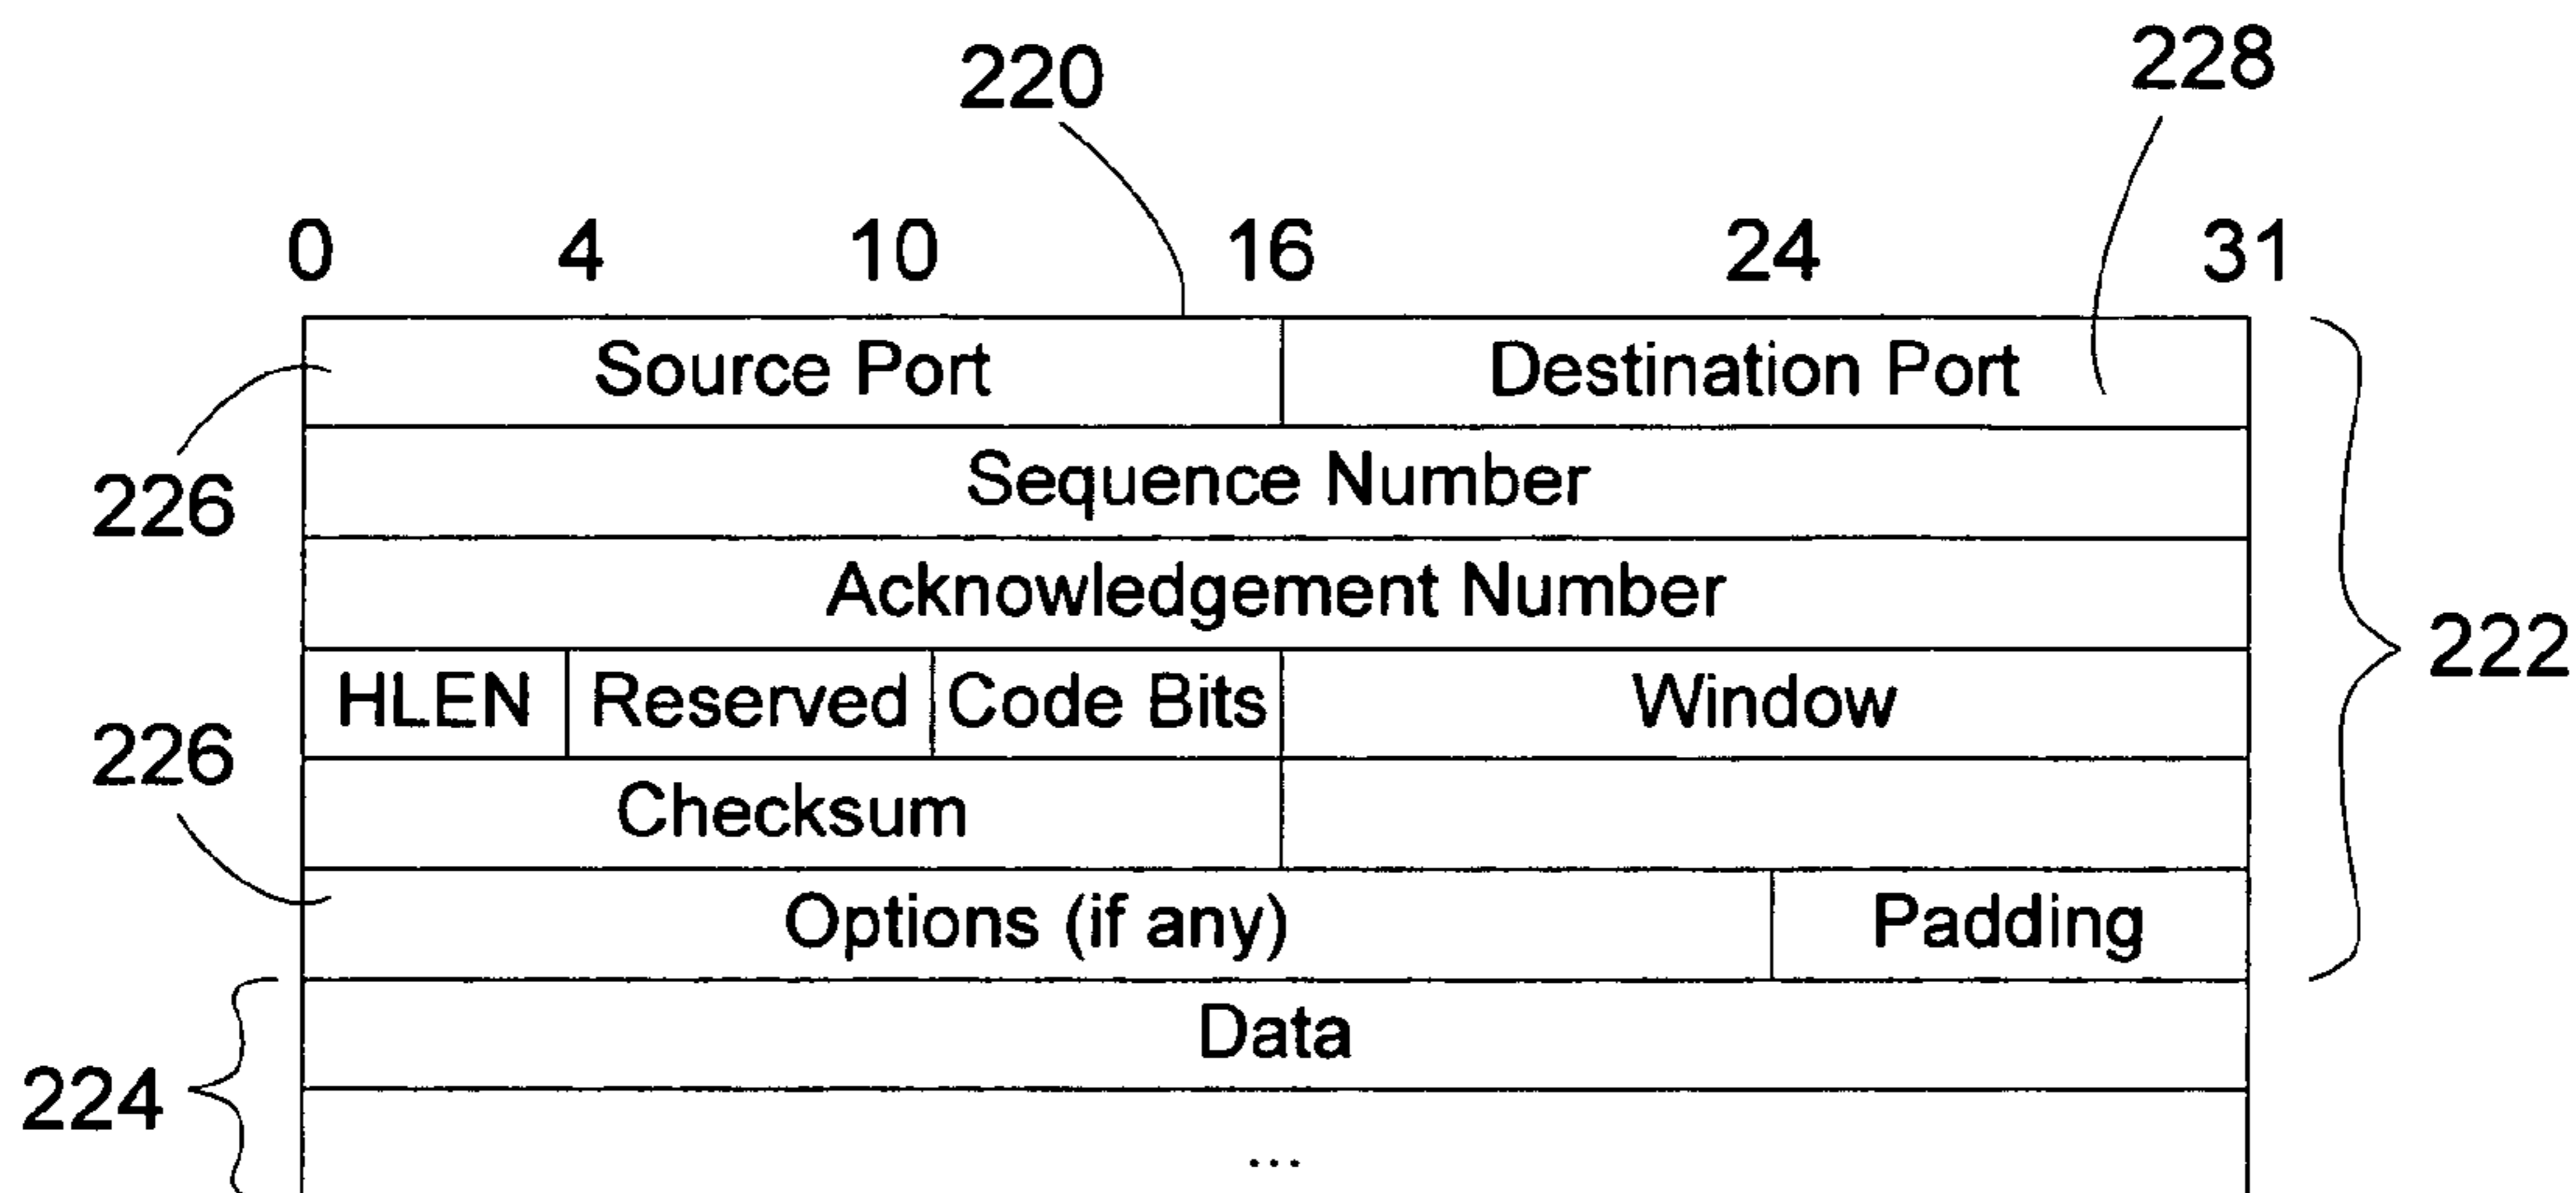 220 228
0 4 10 16 24 31
Source Port Destination Port
226
Sequence Number
Acknowledgement Number
222
HLEN Reserved Code Bits Window
226
Checksum
Options (if any) Padding
Data
224
...